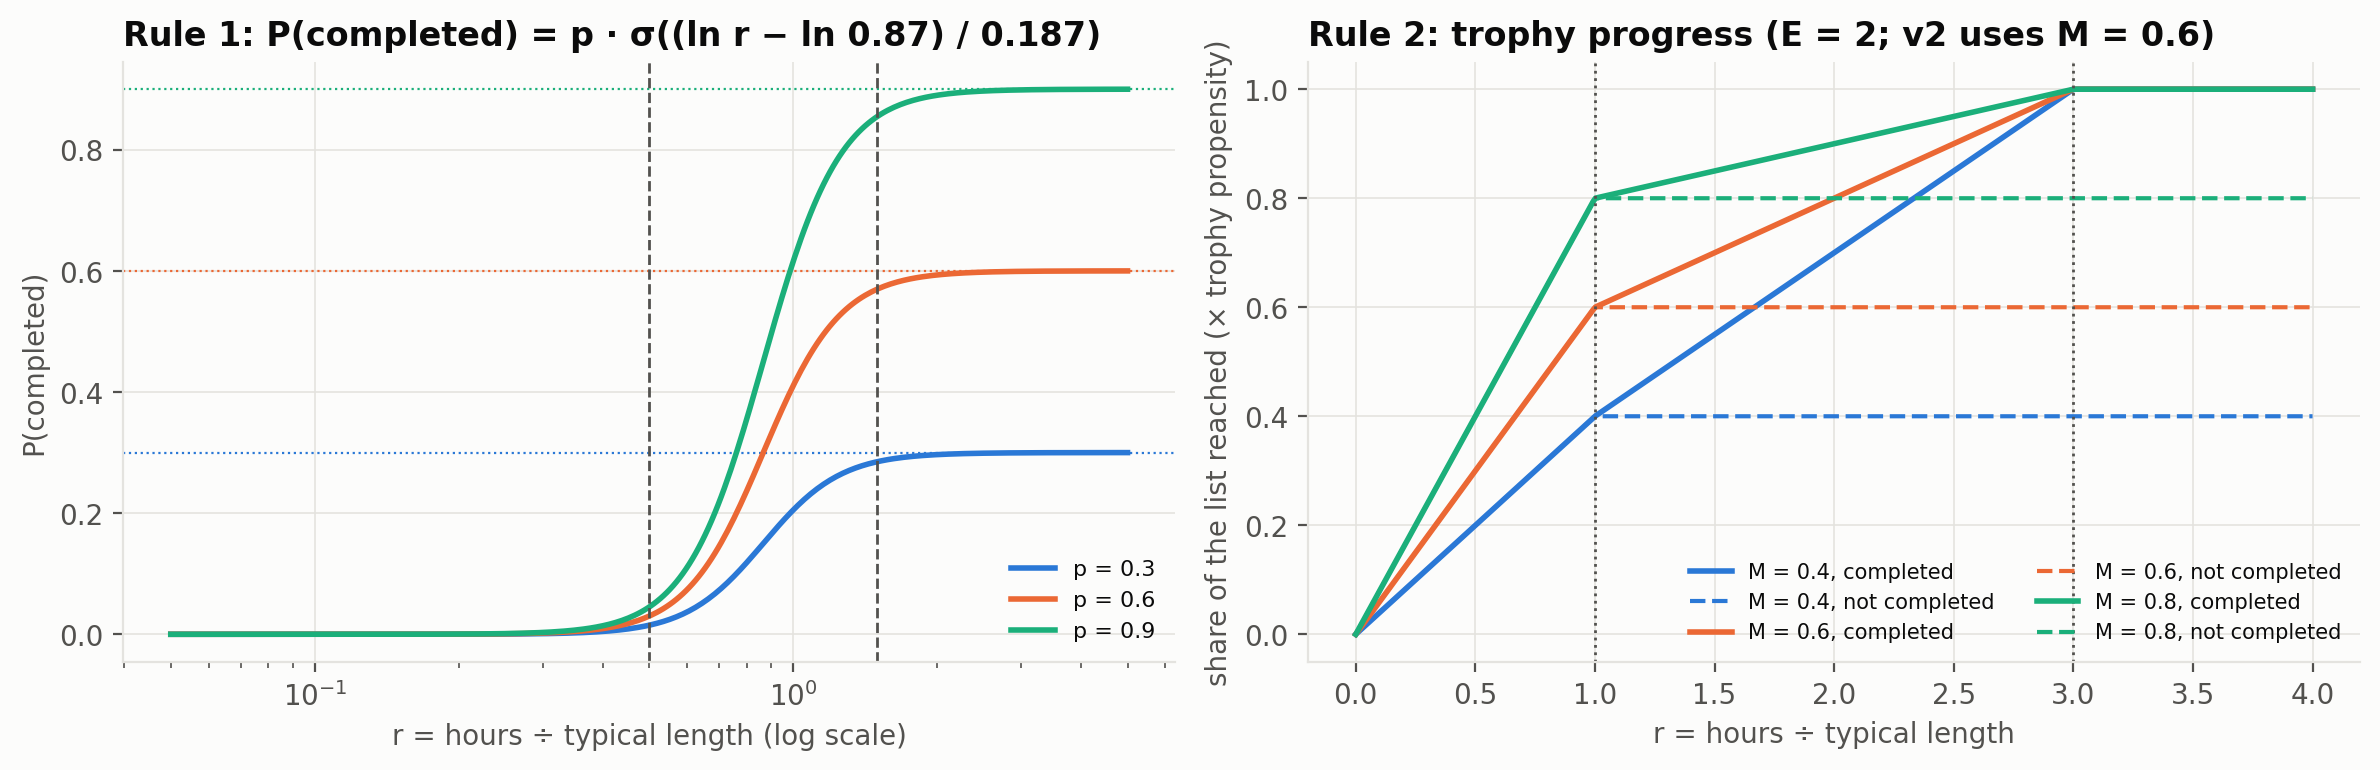 Rule 1: P(completed) = p · σ((ln r − ln 0.87) / 0.187)
P(completed)
0.8
0.6
0.4
0.2
0.0
10⁻¹
10⁰
r = hours ÷ typical length (log scale)
p = 0.3
p = 0.6
p = 0.9
Rule 2: trophy progress (E = 2; v2 uses M = 0.6)
share of the list reached (× trophy propensity)
1.0
0.8
0.6
0.4
0.2
0.0
0.0 0.5 1.0 1.5 2.0 2.5 3.0 3.5 4.0
r = hours ÷ typical length
M = 0.4, completed
M = 0.4, not completed
M = 0.6, completed
M = 0.6, not completed
M = 0.8, completed
M = 0.8, not completed